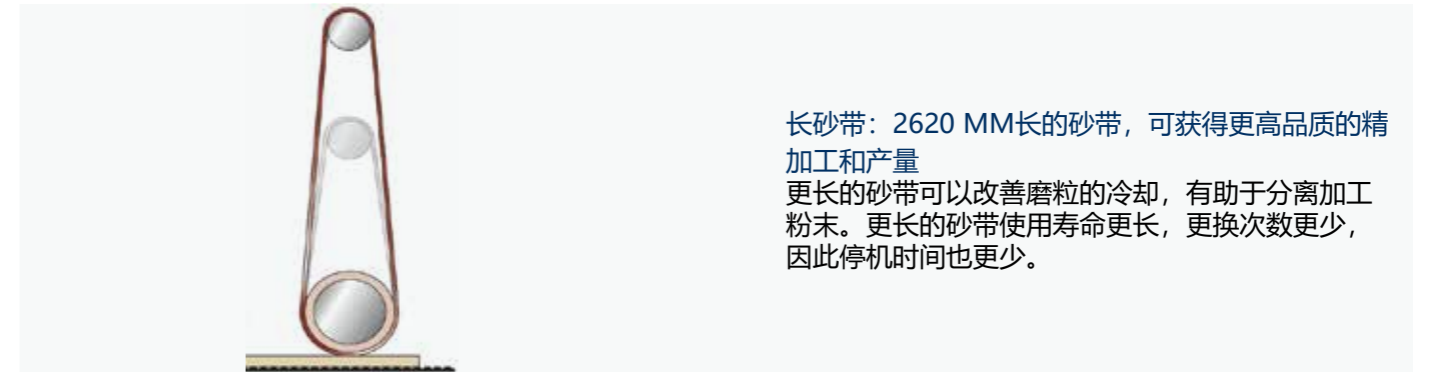 长砂带：2620 MM长的砂带，可获得更高品质的精
加工和产量
更长的砂带可以改善磨粒的冷却，有助于分离加工
粉末。更长的砂带使用寿命更长，更换次数更少，
因此停机时间也更少。